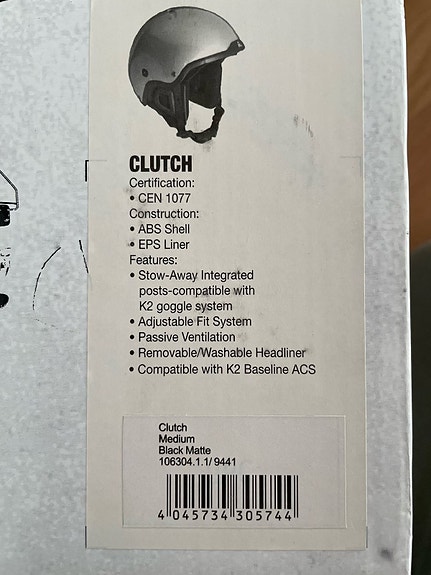 CLUTCH
Certification:
• CEN 1077
Construction:
• ABS Shell
• EPS Liner
Features:
• Stow-Away Integrated
posts-compatible with
K2 goggle system
• Adjustable Fit System
• Passive Ventilation
• Removable/Washable Headliner
• Compatible with K2 Baseline ACS
Clutch
Medium
Black Matte
106304.1.1/ 9441
4 045734 305744